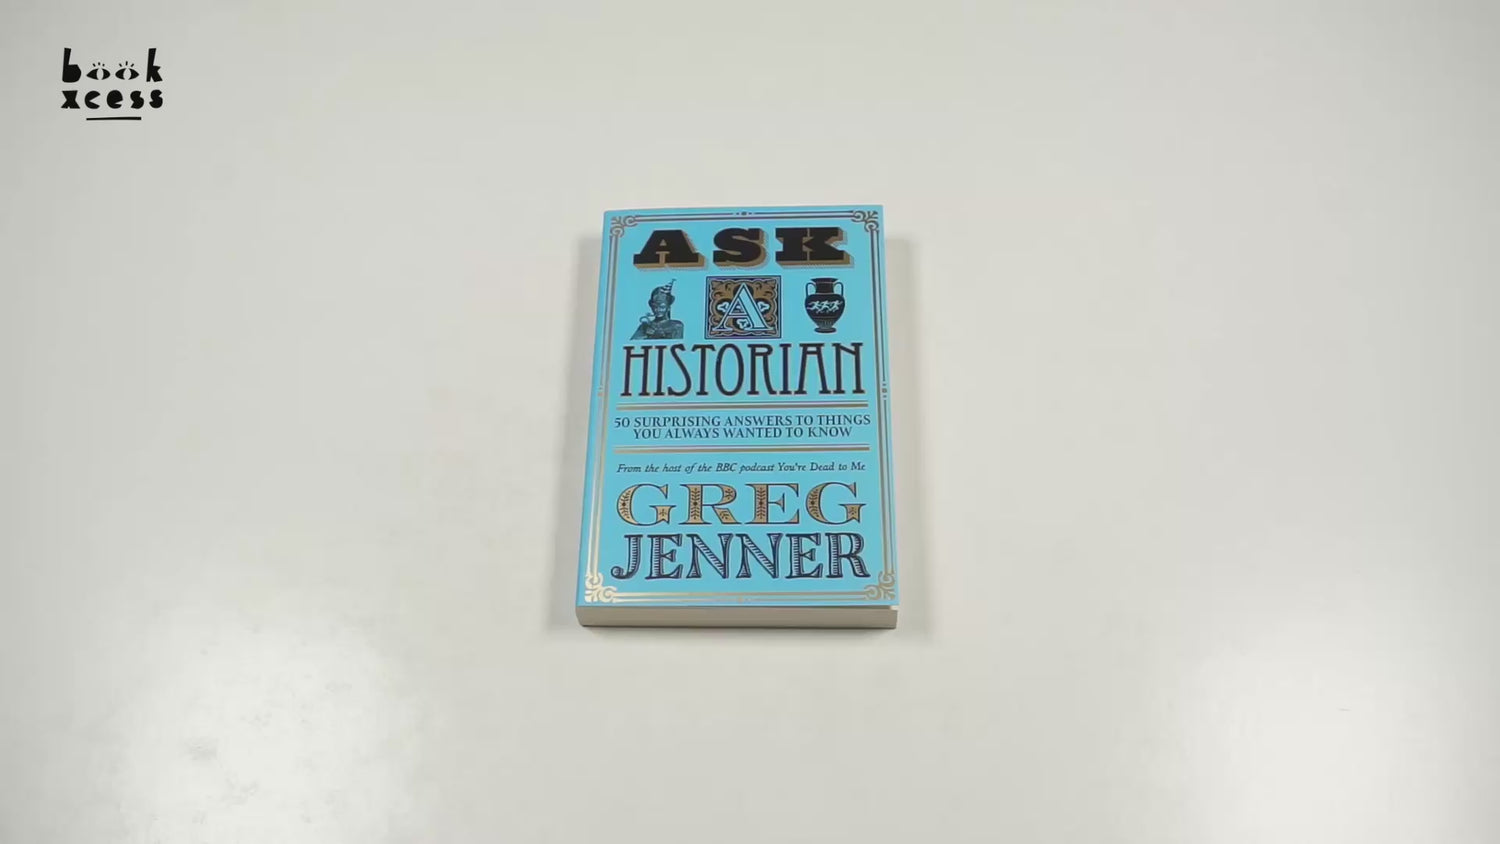 book
xcess
ASK
A
HISTORIAN
50 SURPRISING ANSWERS TO THINGS
YOU ALWAYS WANTED TO KNOW
From the host of the BBC podcast You're Dead to Me
GREG
JENNER